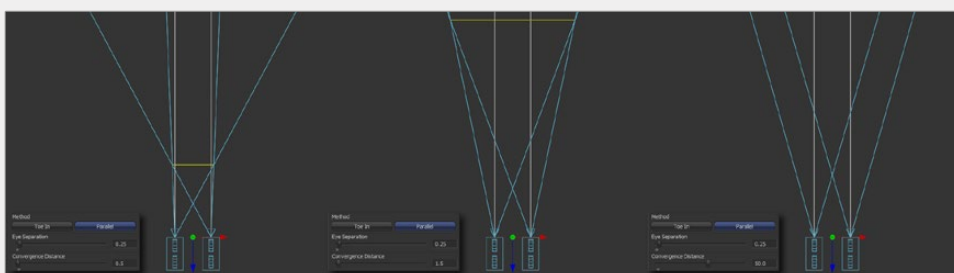 Method
Toe In Parallel
Eye Separation
0.25
Convergence Distance
0.5
Method
Toe In Parallel
Eye Separation
0.25
Convergence Distance
1.5
Method
Toe In Parallel
Eye Separation
0.25
Convergence Distance
30.0